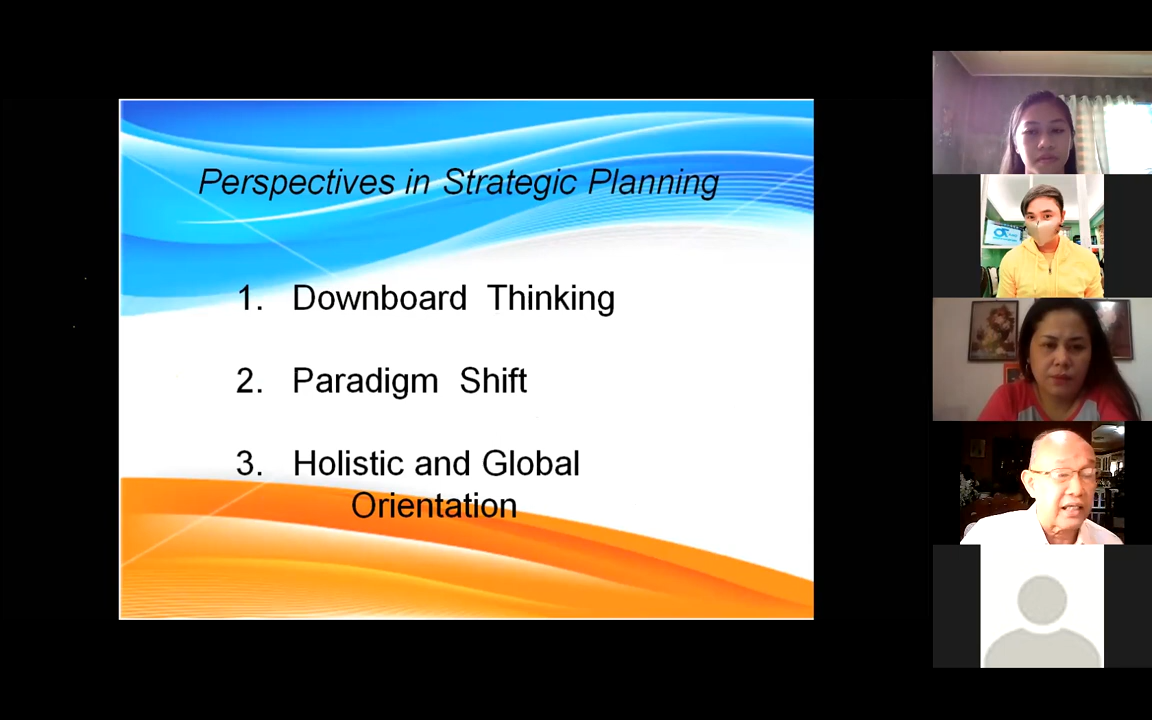 Perspectives in Strategic Planning
1. Downboard Thinking
2. Paradigm Shift
3. Holistic and Global
Orientation